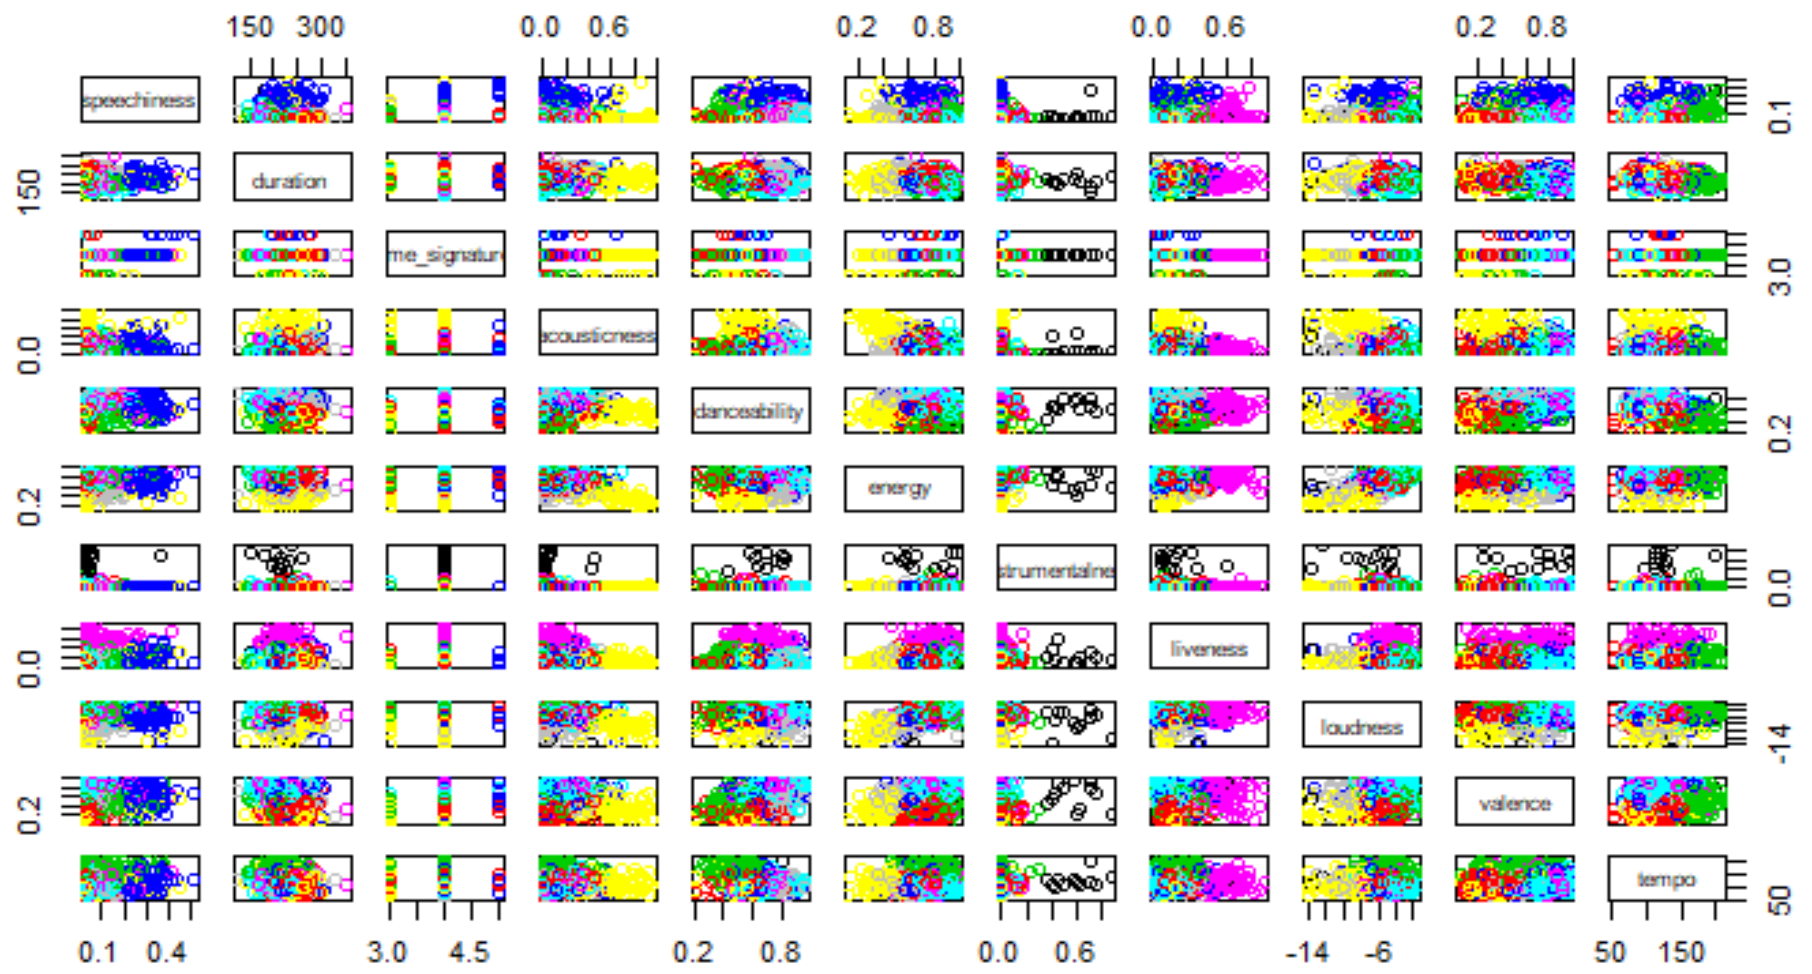 150 300 0.0 0.6 0.2 0.8 0.0 0.6 0.2 0.8
speechiness 0.1
150 duration
me_signatur 3.0
0.0 acousticness
danceability 0.2
0.2 energy
strumentalne 0.0
0.0 liveness
loudness -14
0.2 valence
tempo 50
0.1 0.4 3.0 4.5 0.2 0.8 0.0 0.6 -14 -6 50 150